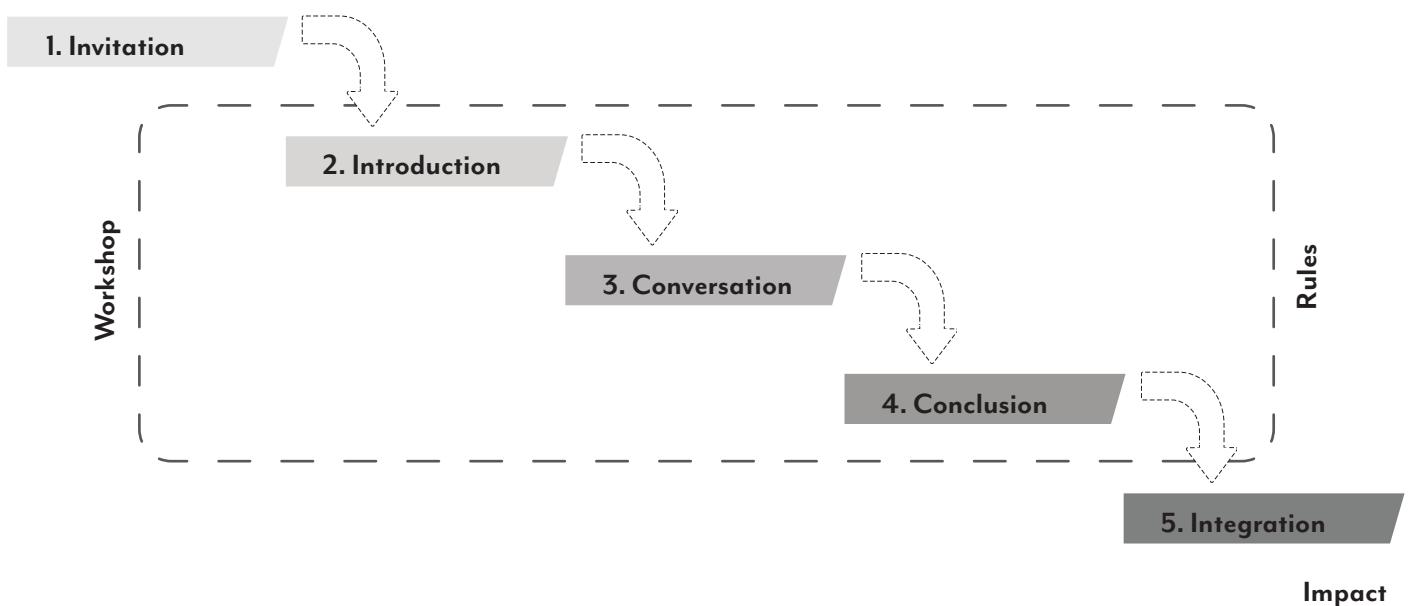 1. Invitation
2. Introduction
Workshop
3. Conversation
Rules
4. Conclusion
5. Integration
Impact